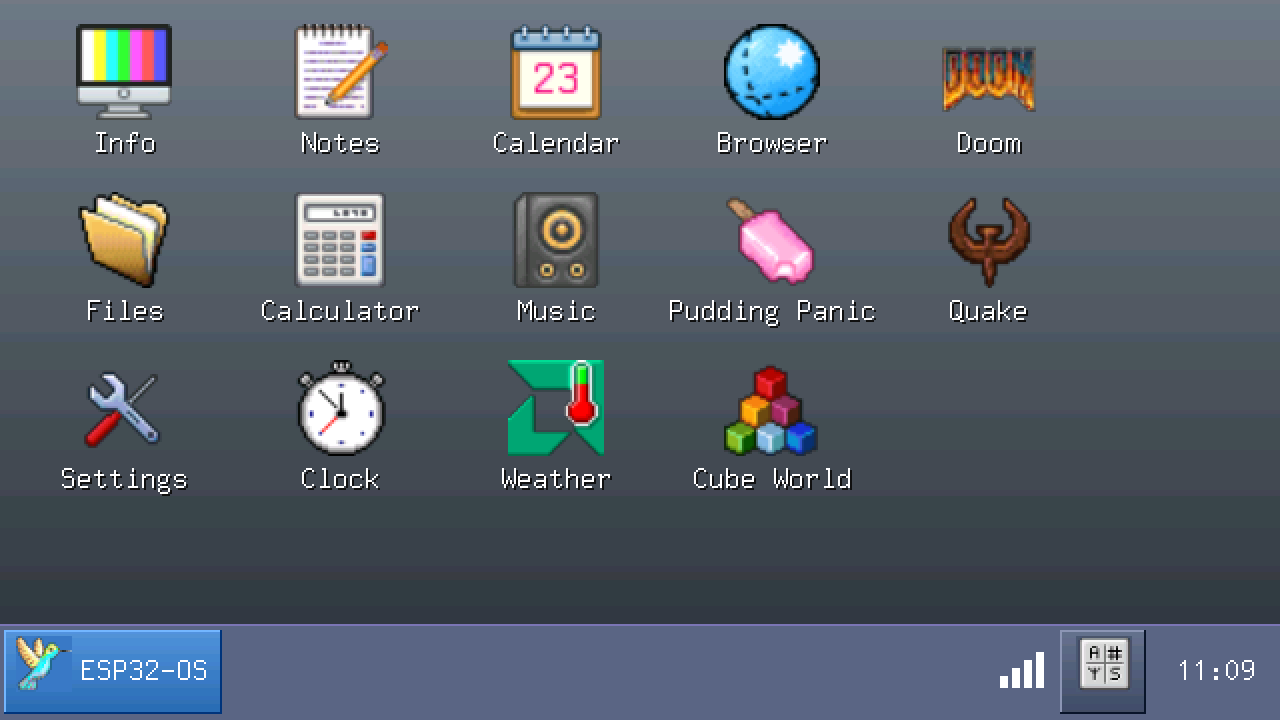 Info
Notes
23
Calendar
Browser
DOOM
Doom
Files
Calculator
Music
Pudding Panic
Quake
Settings
Clock
Weather
Cube World
ESP32-OS
A #
Y S
11:09